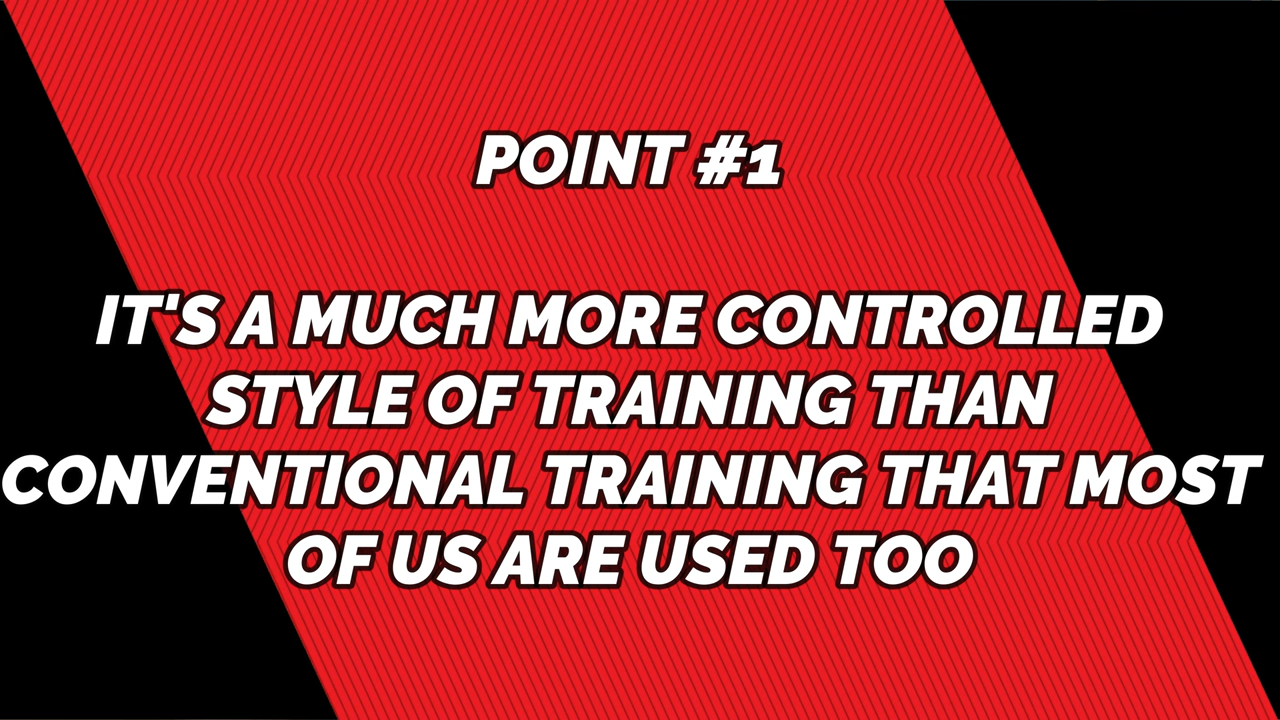 POINT #1
IT'S A MUCH MORE CONTROLLED
STYLE OF TRAINING THAN
CONVENTIONAL TRAINING THAT MOST
OF US ARE USED TOO